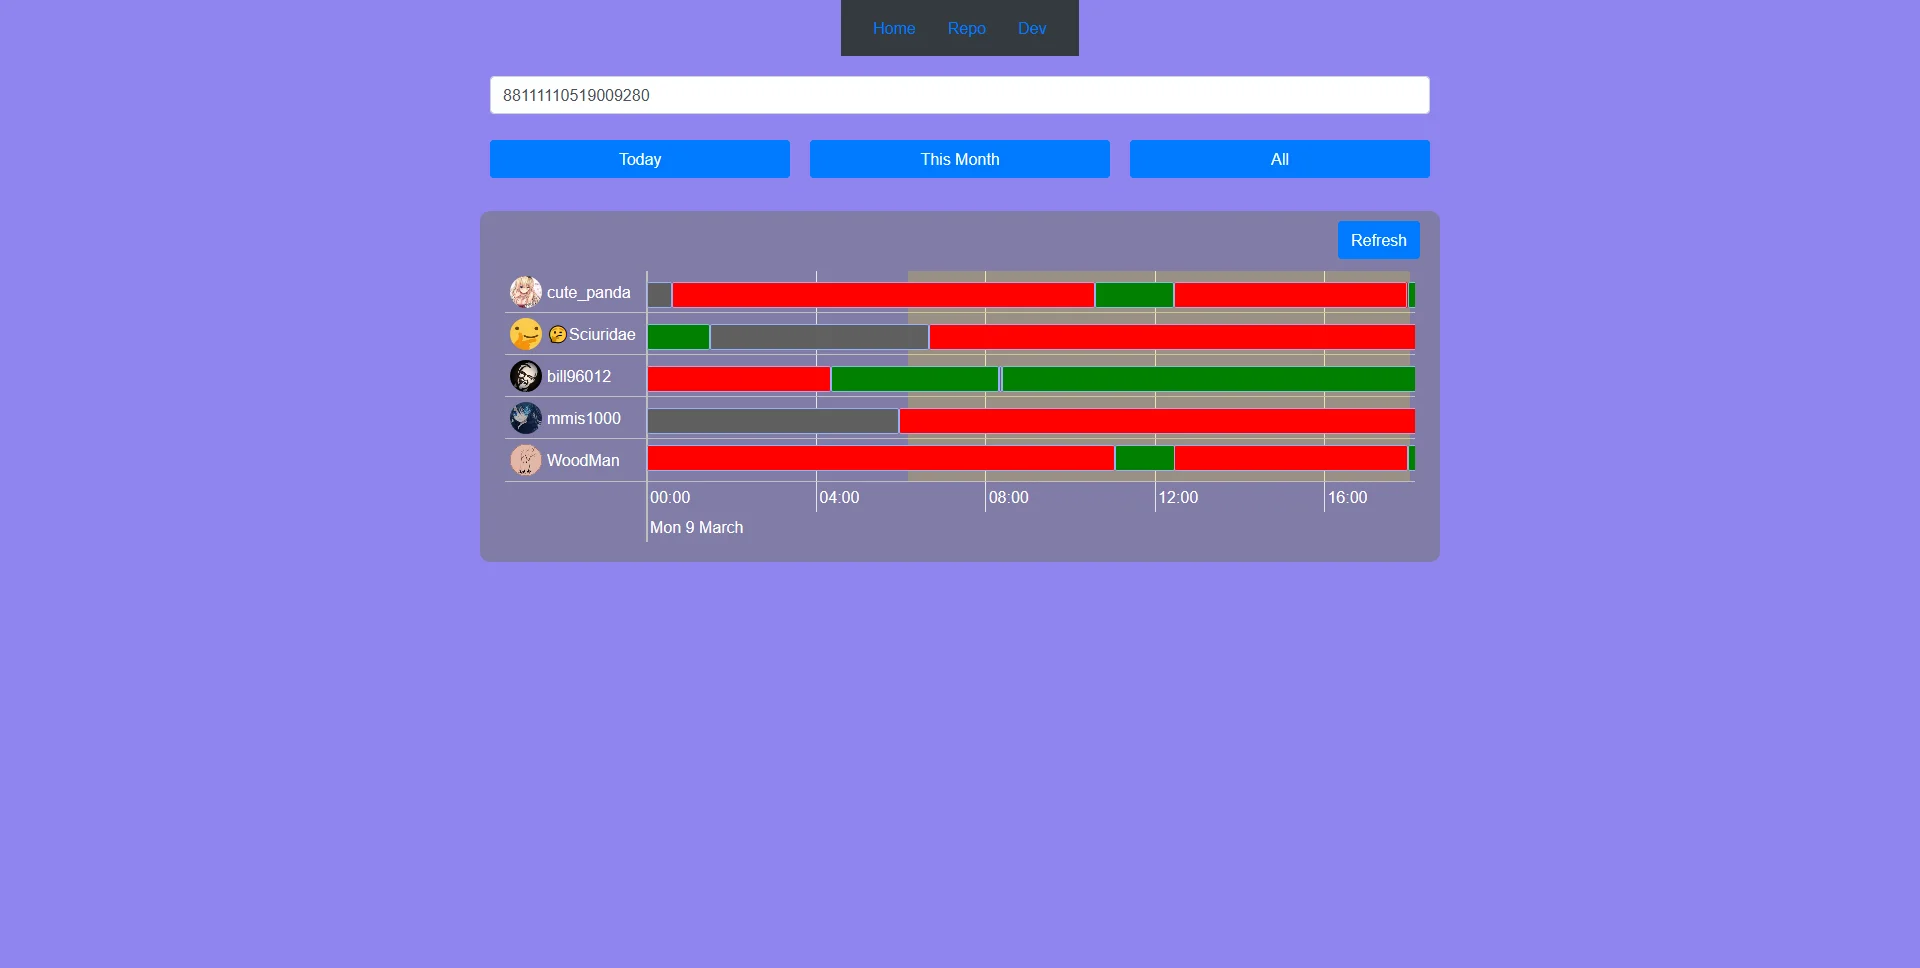 Home Repo Dev
88111110519009280
Today This Month All
Refresh
cute_panda
🤔Sciuridae
bill96012
mmis1000
WoodMan
00:00 04:00 08:00 12:00 16:00
Mon 9 March